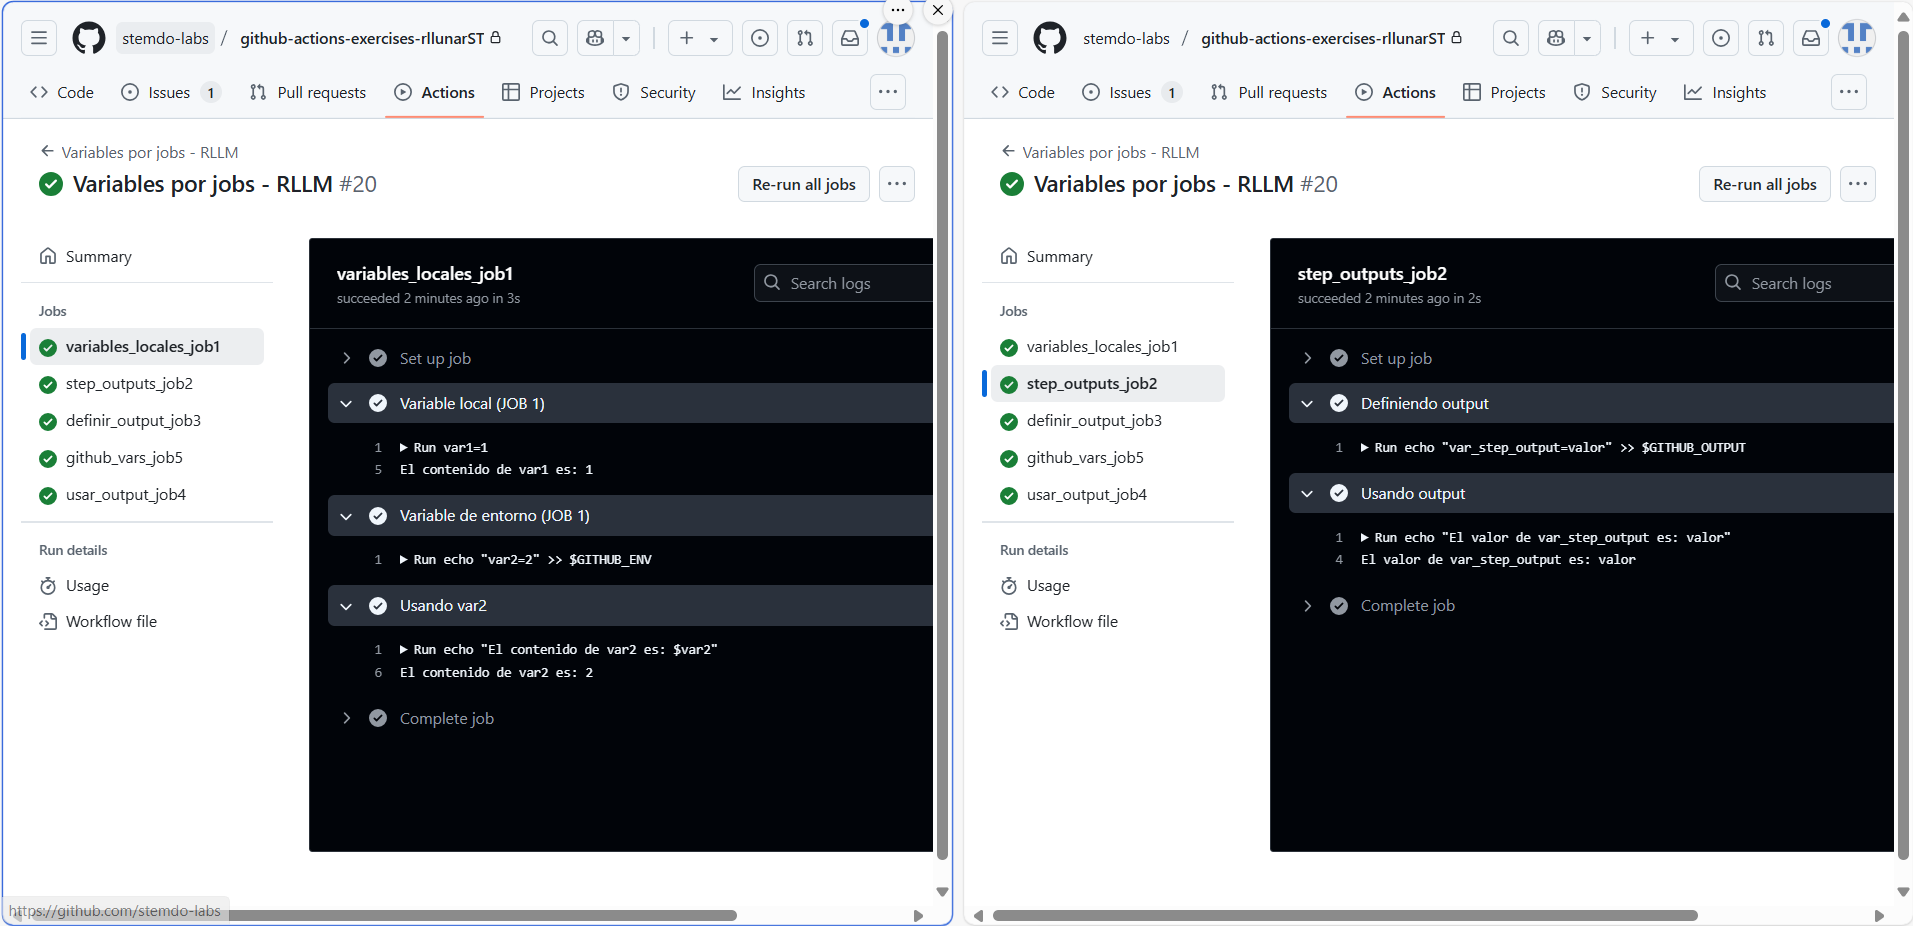 stemdo-labs / github-actions-exercises-rllunarST
Code Issues 1 Pull requests Actions Projects Security Insights
Variables por jobs - RLLM
Variables por jobs - RLLM #20
Re-run all jobs
Summary
Jobs
variables_locales_job1
step_outputs_job2
definir_output_job3
github_vars_job5
usar_output_job4
Run details
Usage
Workflow file
variables_locales_job1
succeeded 2 minutes ago in 3s
Search logs
Set up job
Variable local (JOB 1)
1 Run var1=1
5 El contenido de var1 es: 1
Variable de entorno (JOB 1)
1 Run echo "var2=2" >> $GITHUB_ENV
Usando var2
1 Run echo "El contenido de var2 es: $var2"
6 El contenido de var2 es: 2
Complete job
https://github.com/stemdo-labs
stemdo-labs / github-actions-exercises-rllunarST
Code Issues 1 Pull requests Actions Projects Security Insights
Variables por jobs - RLLM
Variables por jobs - RLLM #20
Re-run all jobs
Summary
Jobs
variables_locales_job1
step_outputs_job2
definir_output_job3
github_vars_job5
usar_output_job4
Run details
Usage
Workflow file
step_outputs_job2
succeeded 2 minutes ago in 2s
Search logs
Set up job
Definiendo output
1 Run echo "var_step_output=valor" >> $GITHUB_OUTPUT
Usando output
1 Run echo "El valor de var_step_output es: valor"
4 El valor de var_step_output es: valor
Complete job